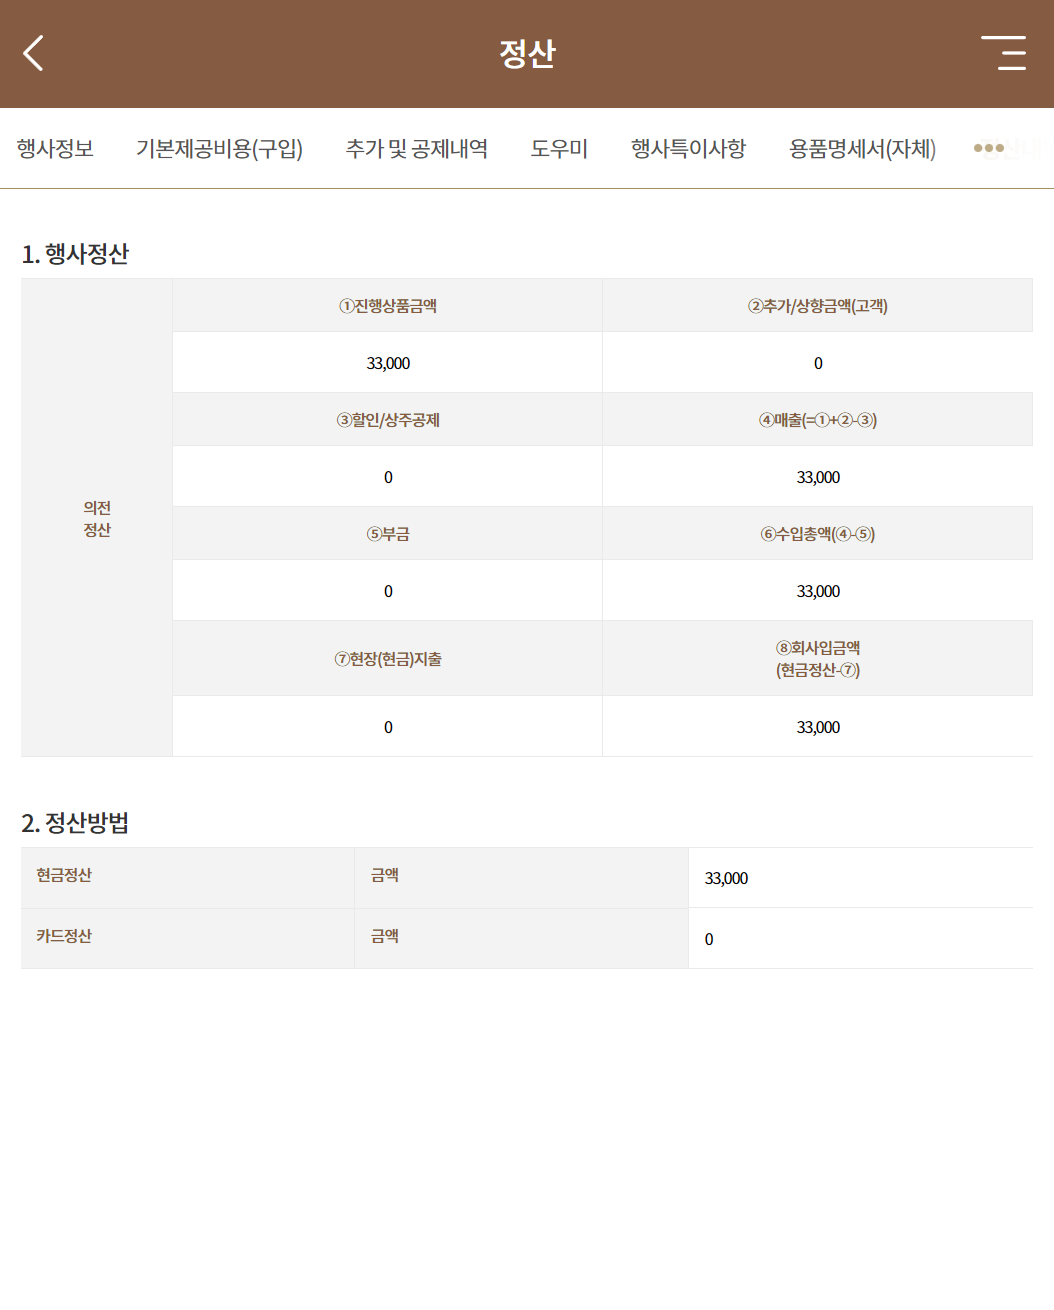 정산
행사정보 기본제공비용(구입) 추가 및 공제내역 도우미 행사특이사항 용품명세서(자체)
1. 행사정산
①진행상품금액 ②추가/상향금액(고객)
33,000 0
③할인/상주공제 ④매출(=①+②-③)
0 33,000
의전
정산
⑤부금 ⑥수입총액(④-⑤)
0 33,000
⑦현장(현금)지출 ⑧회사입금액
(현금정산-⑦)
0 33,000
2. 정산방법
현금정산 금액 33,000
카드정산 금액 0